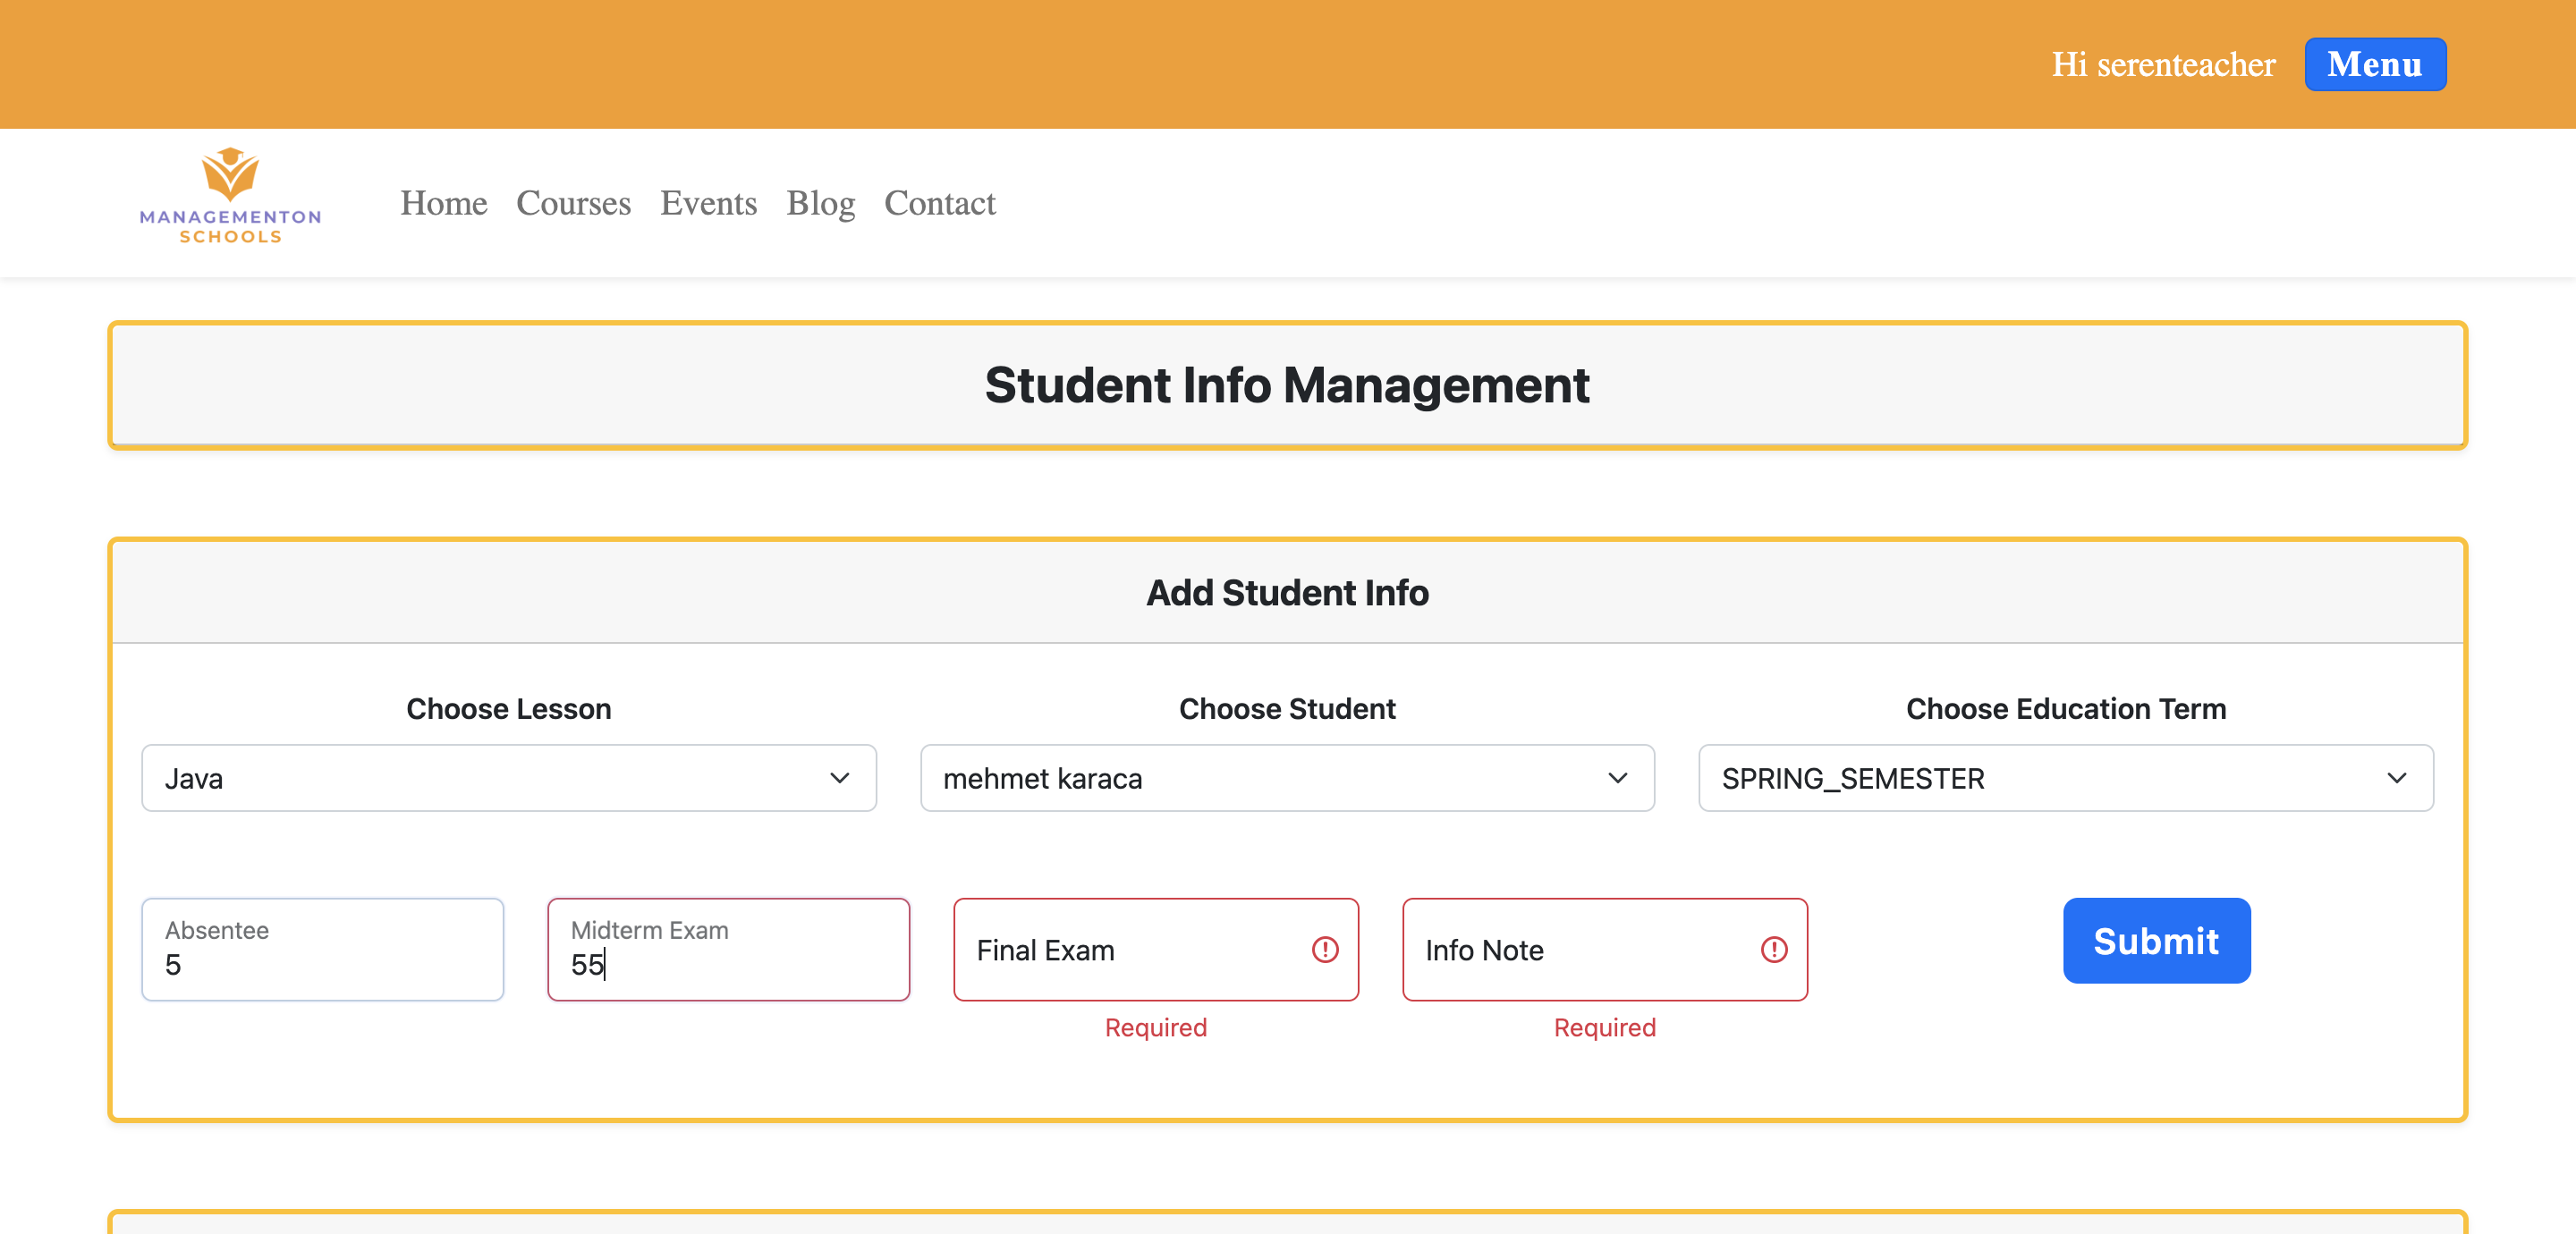 Hi serenteacher
Menu
MANAGEMENTON
SCHOOLS
Home Courses Events Blog Contact
Student Info Management
Add Student Info
Choose Lesson
Choose Student
Choose Education Term
Java
mehmet karaca
SPRING_SEMESTER
Absentee
5
Midterm Exam
55
Final Exam
Required
Info Note
Required
Submit